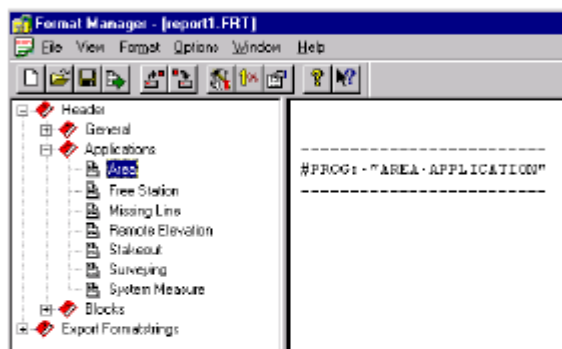 Format Manager - [report1.FRT]
File View Format Options Window Help
Header
General
Applications
Area
Free Station
Missing Line
Remote Elevation
Stakeout
Surveying
System Measure
Blocks
Export Formatstrings
-------------------------
#PROG:·"AREA·APPLICATION"
-------------------------